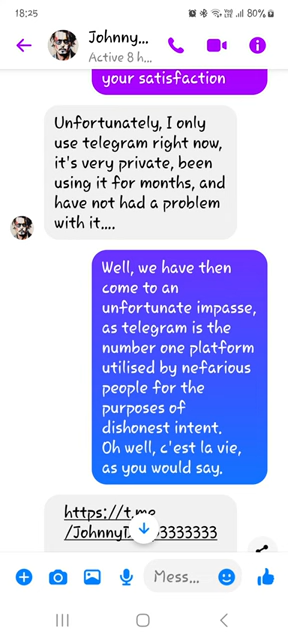 18:25
80%
Johnny...
Active 8 h...
your satisfaction
Unfortunately, I only
use telegram right now,
it's very private, been
using it for months, and
have not had a problem
with it....
Well, we have then
come to an
unfortunate impasse,
as telegram is the
number one platform
utilised by nefarious
people for the
purposes of
dishonest intent.
Oh well, c'est la vie,
as you would say.
https://t.me
Mess...